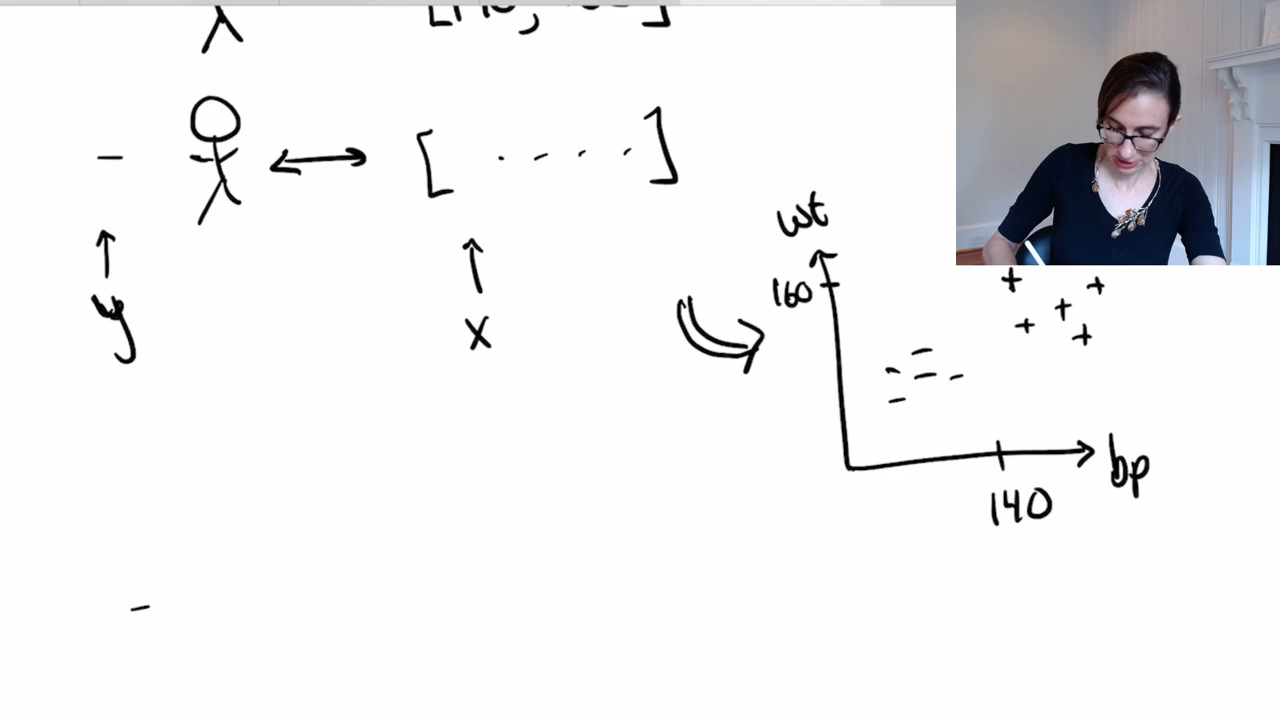 – ↔ [ . . . . ]
y
x
wt
160
+ +
+
+ +
– – – – –
140
bp
–